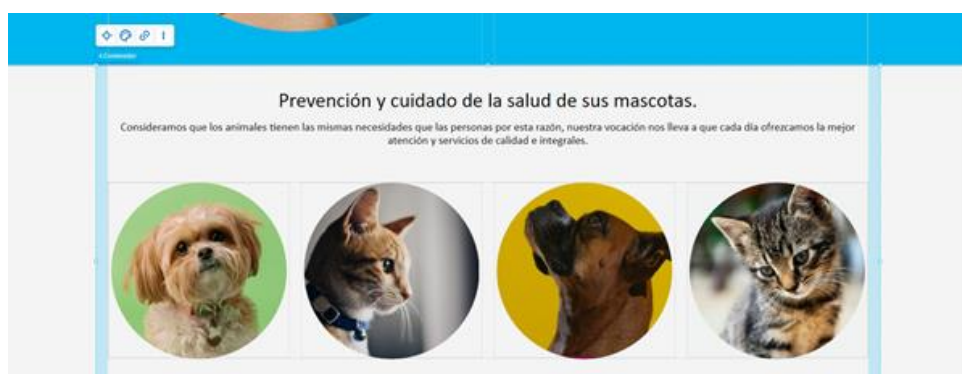 Prevención y cuidado de la salud de sus mascotas.
Consideramos que los animales tienen las mismas necesidades que las personas por esta razón, nuestra vocación nos lleva a que cada día ofrezcamos la mejor
atención y servicios de calidad e integrales.